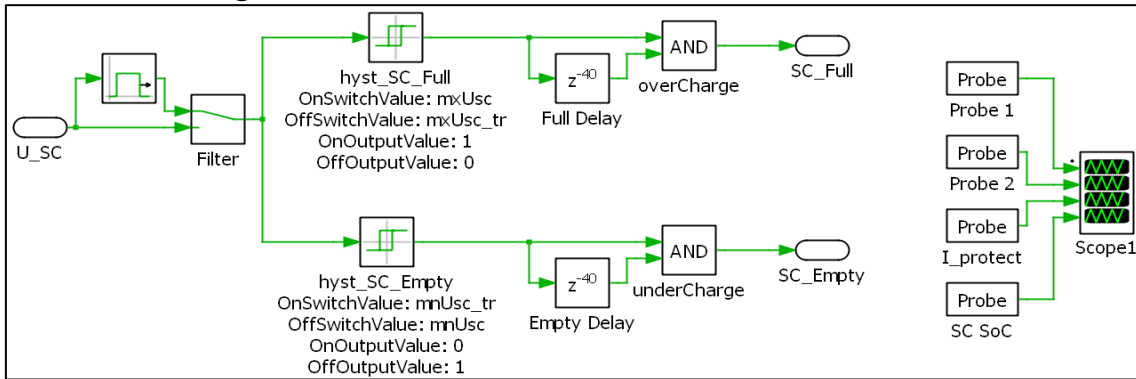 U_SC
Filter
hyst_SC_Full
OnSwitchValue: mxUsc
OffSwitchValue: mxUsc_tr
OnOutputValue: 1
OffOutputValue: 0
z-40
Full Delay
AND
overCharge
SC_Full
hyst_SC_Empty
OnSwitchValue: mnUsc_tr
OffSwitchValue: mnUsc
OnOutputValue: 0
OffOutputValue: 1
z-40
Empty Delay
AND
underCharge
SC_Empty
Probe
Probe 1
Probe
Probe 2
Probe
I_protect
Probe
SC SoC
Scope1